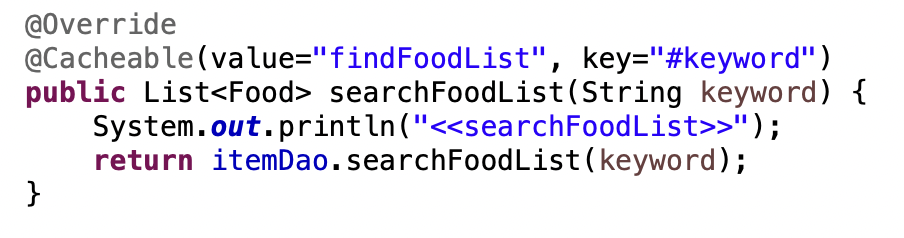 @Override
@Cacheable(value="findFoodList", key="#keyword")
public List<Food> searchFoodList(String keyword) {
    System.out.println("<<searchFoodList>>");
    return itemDao.searchFoodList(keyword);
}